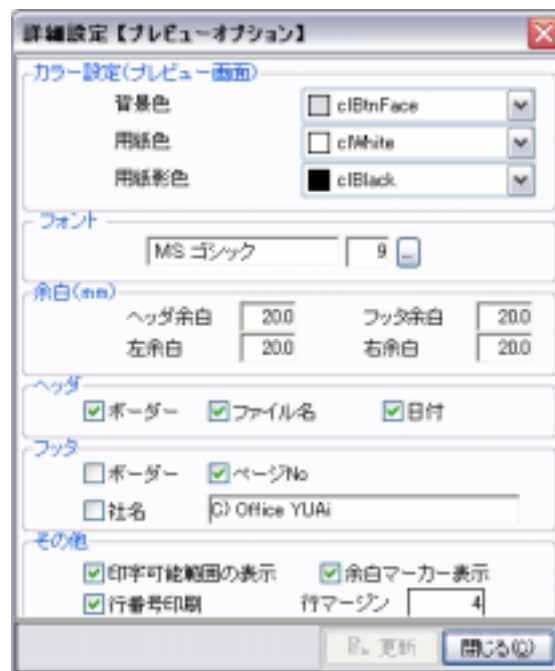 詳細設定【プレビューオプション】
カラー設定(プレビュー画面)
背景色 clBtnFace
用紙色 clWhite
用紙影色 clBlack
フォント
MS ゴシック 9 ...
余白(mm)
ヘッダ余白 20.0 フッタ余白 20.0
左余白 20.0 右余白 20.0
ヘッダ
ボーダー ファイル名 日付
フッタ
ボーダー ページNo
社名 (C) Office YUAi
その他
印字可能範囲の表示 余白マーカー表示
行番号印刷 行マージン 4
更新 閉じる(Q)